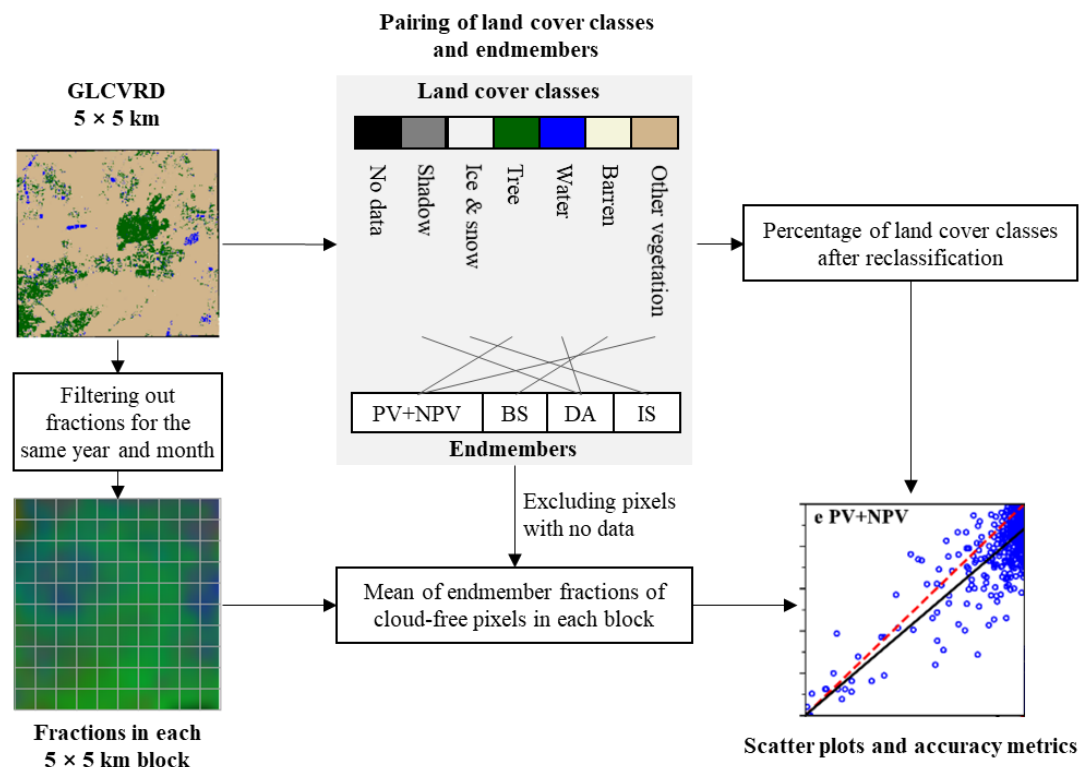 Pairing of land cover classes
and endmembers
GLCVRD
5 × 5 km
Land cover classes
No data
Shadow
Ice & snow
Tree
Water
Barren
Other vegetation
Percentage of land cover classes
after reclassification
Filtering out
fractions for the
same year and month
PV+NPV
BS
DA
IS
Endmembers
Excluding pixels
with no data
Mean of endmember fractions of
cloud-free pixels in each block
e PV+NPV
Fractions in each
5 × 5 km block
Scatter plots and accuracy metrics